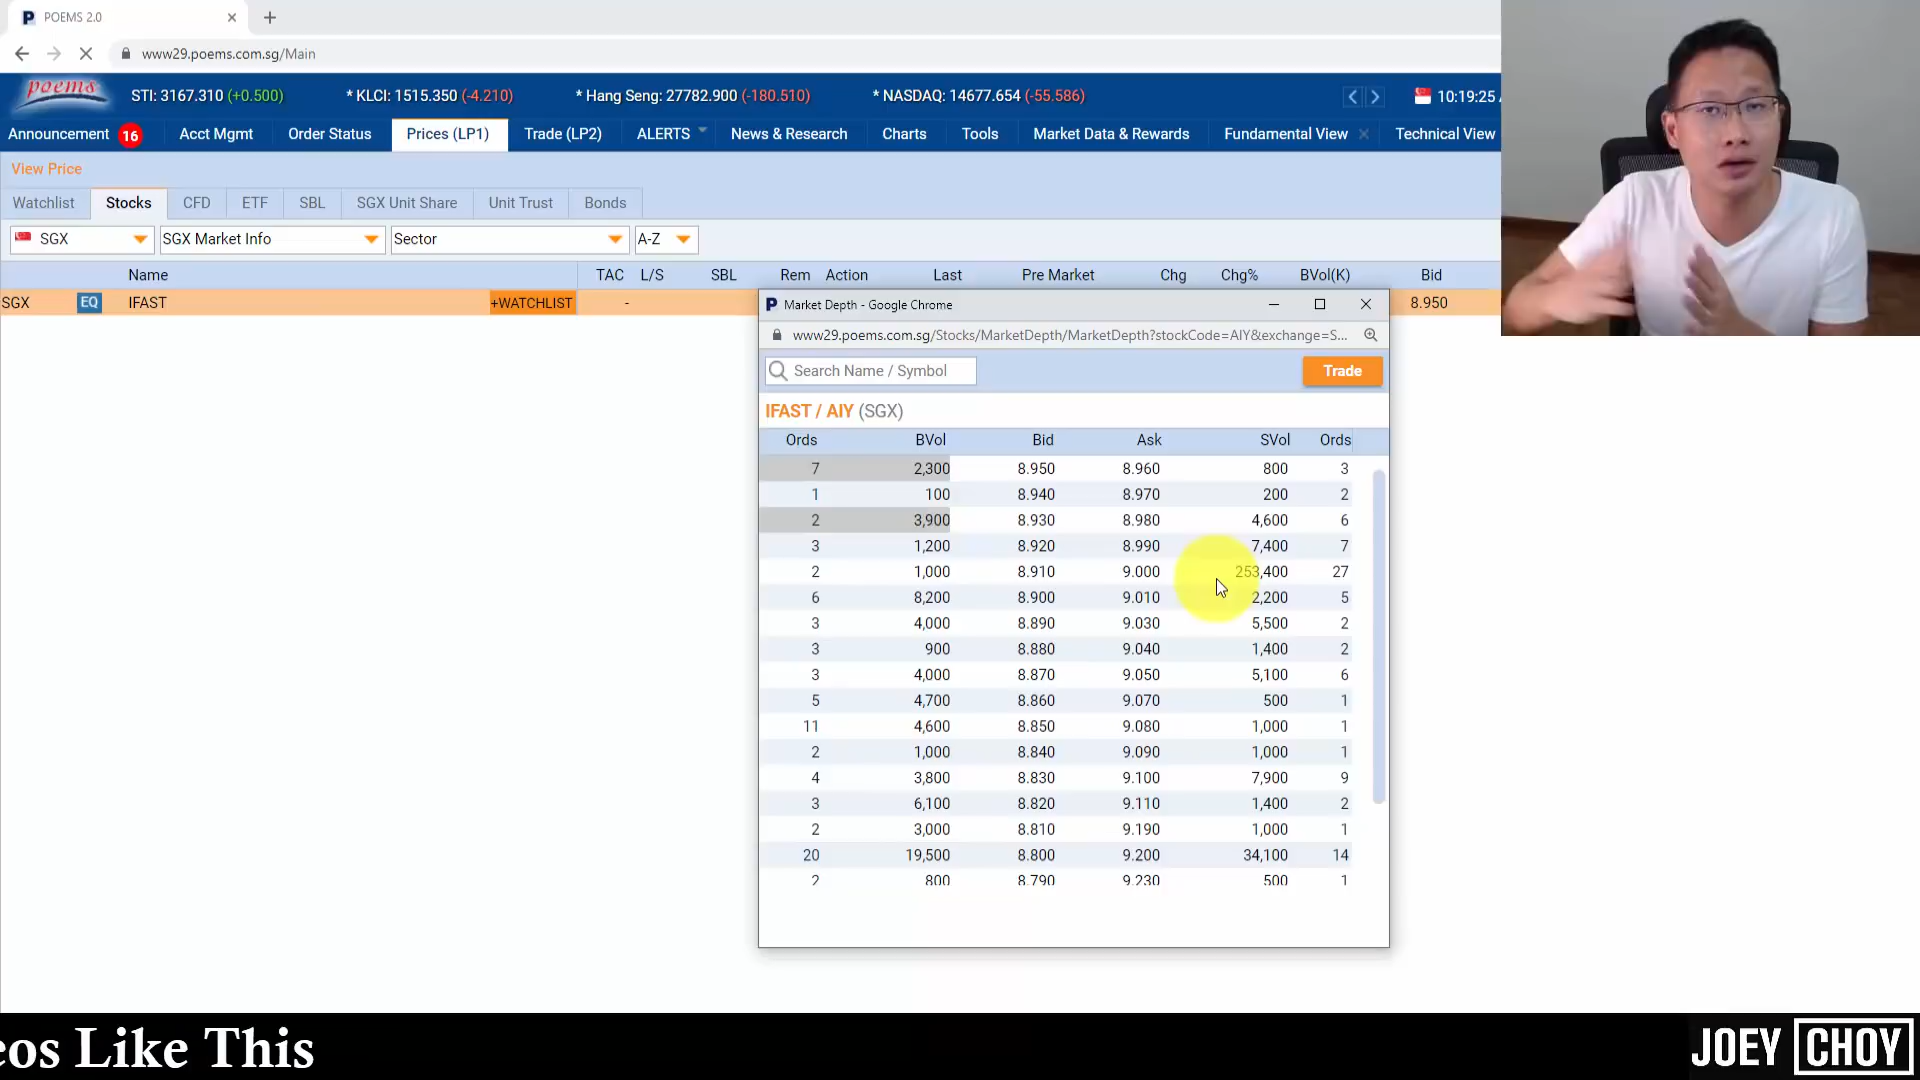 POEMS 2.0
www29.poems.com.sg/Main
poems STI: 3167.310 (+0.500) * KLCI: 1515.350 (-4.210) * Hang Seng: 27782.900 (-180.510) * NASDAQ: 14677.654 (-55.586) 10:19:25
Announcement 16 Acct Mgmt Order Status Prices (LP1) Trade (LP2) ALERTS News & Research Charts Tools Market Data & Rewards Fundamental View Technical View
View Price
Watchlist Stocks CFD ETF SBL SGX Unit Share Unit Trust Bonds
SGX SGX Market Info Sector A-Z
Name TAC L/S SBL Rem Action Last Pre Market Chg Chg% BVol(K) Bid
SGX EQ IFAST +WATCHLIST - 8.950
Market Depth - Google Chrome
www29.poems.com.sg/Stocks/MarketDepth/MarketDepth?stockCode=AIY&exchange=S...
Search Name / Symbol Trade
IFAST / AIY (SGX)
Ords BVol Bid Ask SVol Ords
7 2,300 8.950 8.960 800 3
1 100 8.940 8.970 200 2
2 3,900 8.930 8.980 4,600 6
3 1,200 8.920 8.990 7,400 7
2 1,000 8.910 9.000 253,400 27
6 8,200 8.900 9.010 2,200 5
3 4,000 8.890 9.030 5,500 2
3 900 8.880 9.040 1,400 2
3 4,000 8.870 9.050 5,100 6
5 4,700 8.860 9.070 500 1
11 4,600 8.850 9.080 1,000 1
2 1,000 8.840 9.090 1,000 1
4 3,800 8.830 9.100 7,900 9
3 6,100 8.820 9.110 1,400 2
2 3,000 8.810 9.190 1,000 1
20 19,500 8.800 9.200 34,100 14
2 800 8.790 9.230 500 1
eos Like This
JOEY CHOY